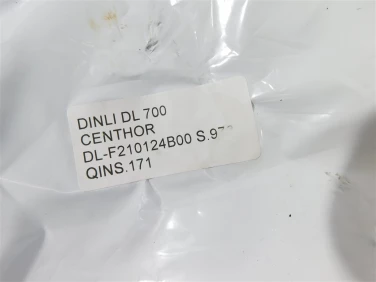 DINLI DL 700
CENTHOR
DL-F210124B00
QINS.171